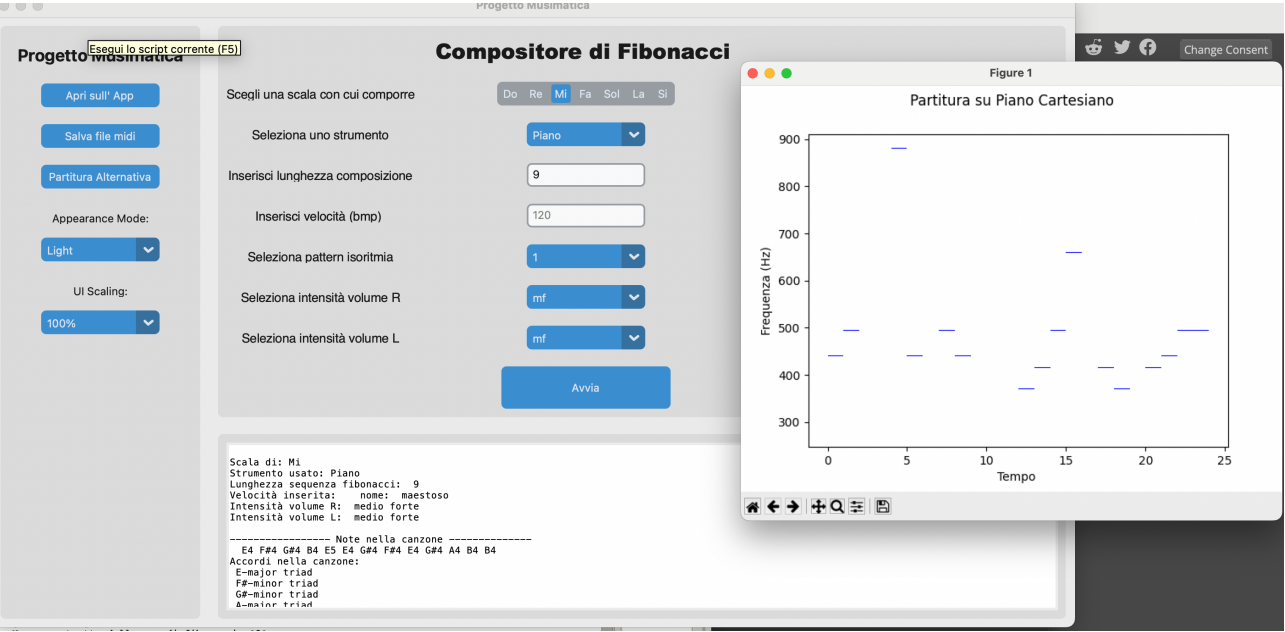 Progetto Musimatica
Progetto Musimatica
Esegui lo script corrente (F5)
Apri sull' App
Salva file midi
Partitura Alternativa
Appearance Mode:
Light
UI Scaling:
100%
Compositore di Fibonacci
Scegli una scala con cui comporre
Do Re Mi Fa Sol La Si
Seleziona uno strumento
Piano
Inserisci lunghezza composizione
9
Inserisci velocità (bmp)
120
Seleziona pattern isoritmia
1
Seleziona intensità volume R
mf
Seleziona intensità volume L
mf
Avvia
Scala di: Mi
Strumento usato: Piano
Lunghezza sequenza fibonacci: 9
Velocità inserita: nome: maestoso
Intensità volume R: medio forte
Intensità volume L: medio forte
----------------- Note nella canzone --------------
E4 F#4 G#4 B4 E5 E4 G#4 F#4 E4 G#4 A4 B4 B4
Accordi nella canzone:
E-major triad
F#-minor triad
G#-minor triad
A-major triad
Change Consent
Figure 1
Partitura su Piano Cartesiano
Frequenza (Hz)
900
800
700
600
500
400
300
0 5 10 15 20 25
Tempo